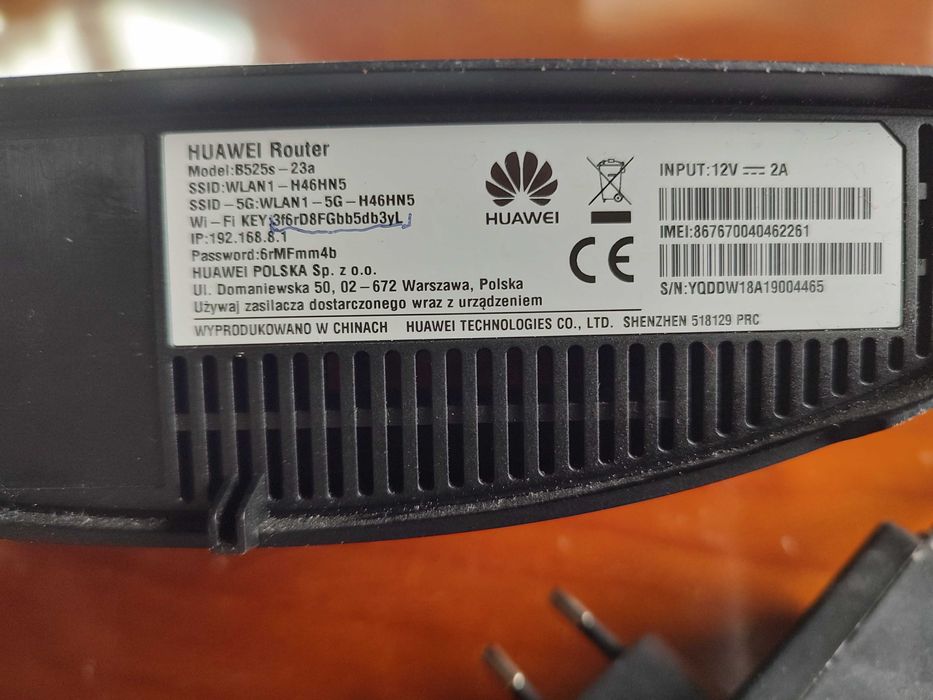 HUAWEI Router
Model:B525s-23a
SSID:WLAN1-H46HN5
SSID-5G:WLAN1-5G-H46HN5
Wi-Fi KEY:3f6rD8FGbb5db3yL
IP:192.168.8.1
Password:6rMFmm4b
HUAWEI POLSKA Sp. z o.o.
Ul. Domaniewska 50, 02-672 Warszawa, Polska
Używaj zasilacza dostarczonego wraz z urządzeniem
WYPRODUKOWANO W CHINACH HUAWEI TECHNOLOGIES CO., LTD. SHENZHEN 518129 PRC
HUAWEI
CE
INPUT:12V ⎓ 2A
IMEI:867670040462261
S/N:YQDDW18A19004465